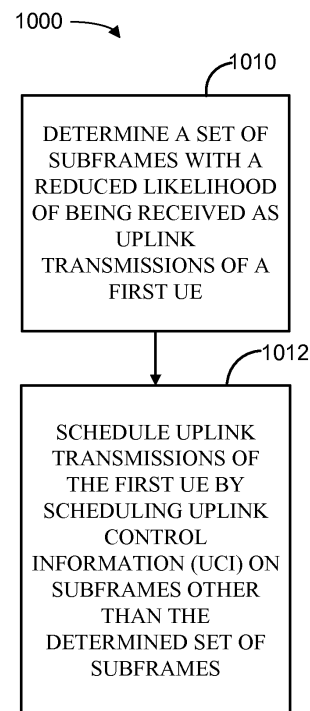 1000
1010
DETERMINE A SET OF
SUBFRAMES WITH A
REDUCED LIKELIHOOD
OF BEING RECEIVED AS
UPLINK
TRANSMISSIONS OF A
FIRST UE
1012
SCHEDULE UPLINK
TRANSMISSIONS OF
THE FIRST UE BY
SCHEDULING UPLINK
CONTROL
INFORMATION (UCI) ON
SUBFRAMES OTHER
THAN THE
DETERMINED SET OF
SUBFRAMES